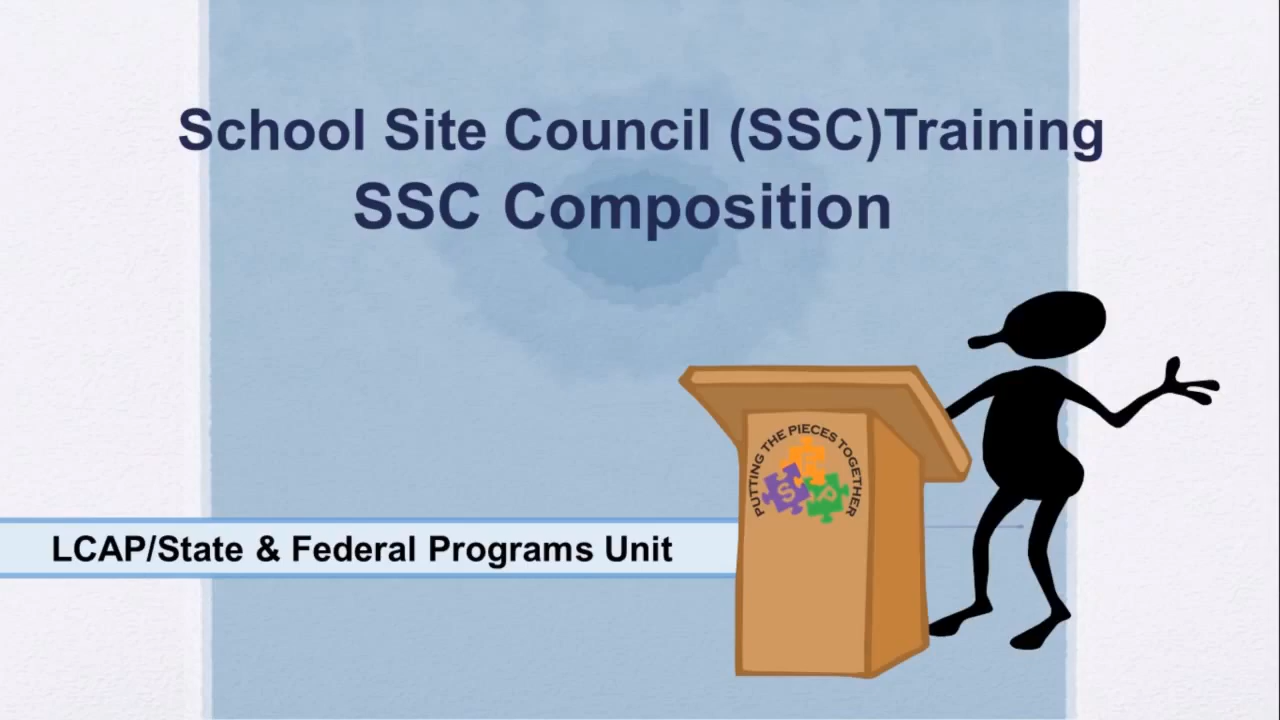 School Site Council (SSC)Training
SSC Composition
PUTTING THE PIECES TOGETHER
S P
LCAP/State & Federal Programs Unit